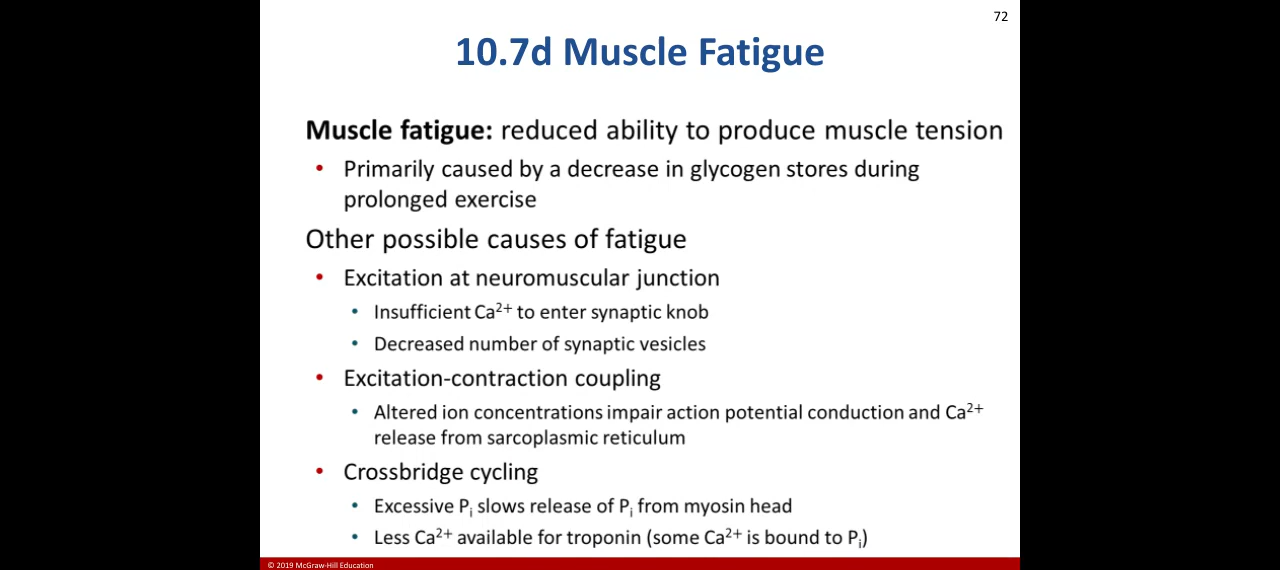 72
10.7d Muscle Fatigue
Muscle fatigue: reduced ability to produce muscle tension
• Primarily caused by a decrease in glycogen stores during
prolonged exercise
Other possible causes of fatigue
• Excitation at neuromuscular junction
• Insufficient Ca²⁺ to enter synaptic knob
• Decreased number of synaptic vesicles
• Excitation-contraction coupling
• Altered ion concentrations impair action potential conduction and Ca²⁺
release from sarcoplasmic reticulum
• Crossbridge cycling
• Excessive Pᵢ slows release of Pᵢ from myosin head
• Less Ca²⁺ available for troponin (some Ca²⁺ is bound to Pᵢ)
© 2019 McGraw-Hill Education